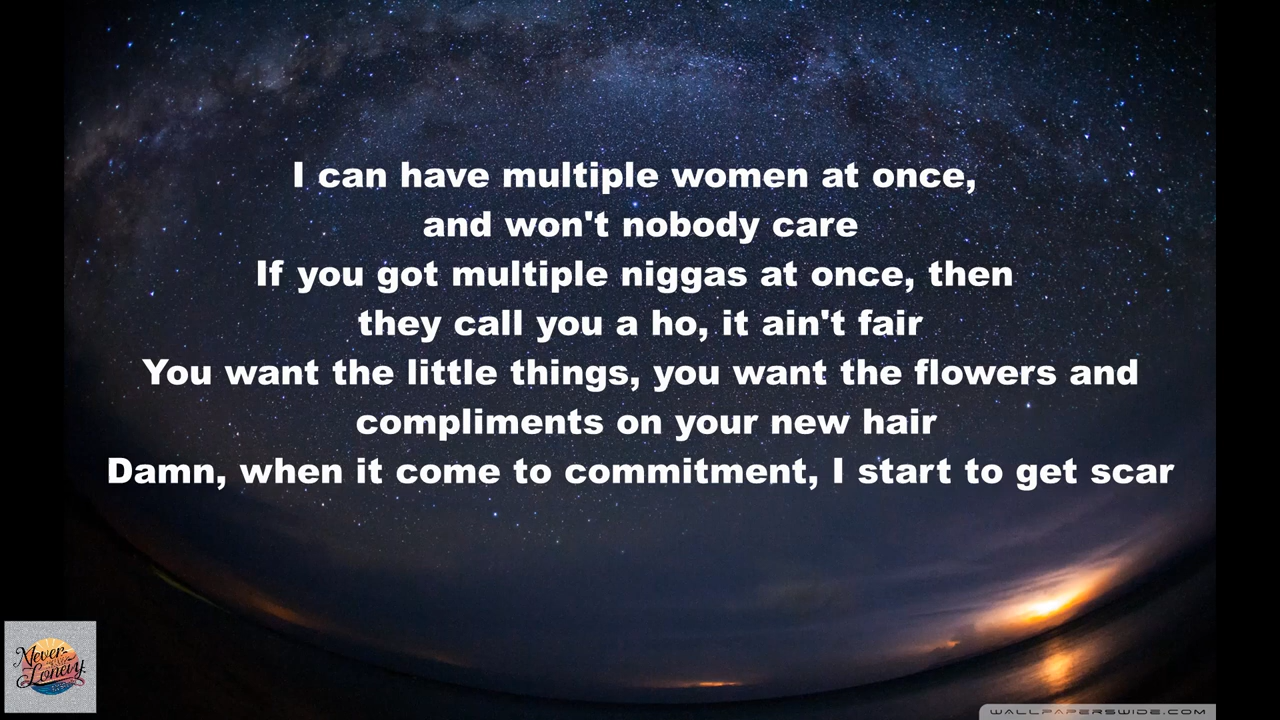 I can have multiple women at once,
and won't nobody care
If you got multiple niggas at once, then
they call you a ho, it ain't fair
You want the little things, you want the flowers and
compliments on your new hair
Damn, when it come to commitment, I start to get scar
Never
Lonely
WALLPAPERSWIDE.COM